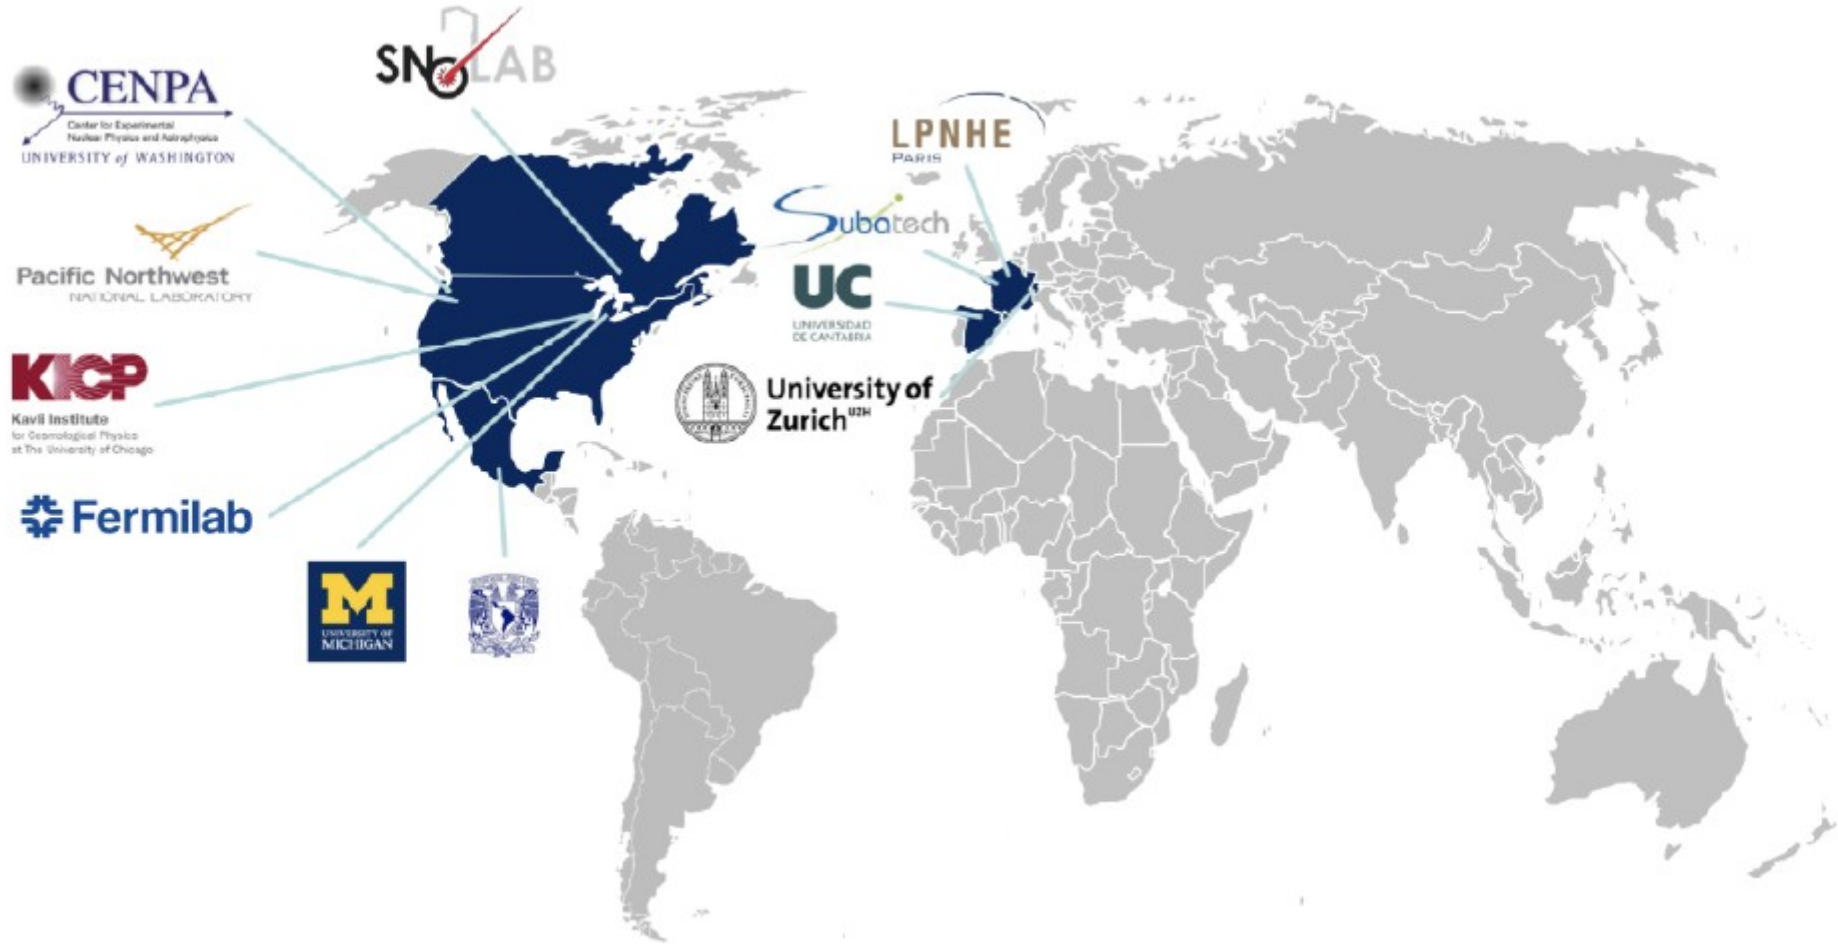 SNOLAB
CENPA
Center for Experimental
Nuclear Physics and Astrophysics
UNIVERSITY of WASHINGTON
LPNHE
PARIS
Subatech
Pacific Northwest
NATIONAL LABORATORY
UC
UNIVERSIDAD
DE CANTABRIA
KICP
Kavli Institute
for Cosmological Physics
at The University of Chicago
University of
Zurich UZH
Fermilab
M
UNIVERSITY OF
MICHIGAN